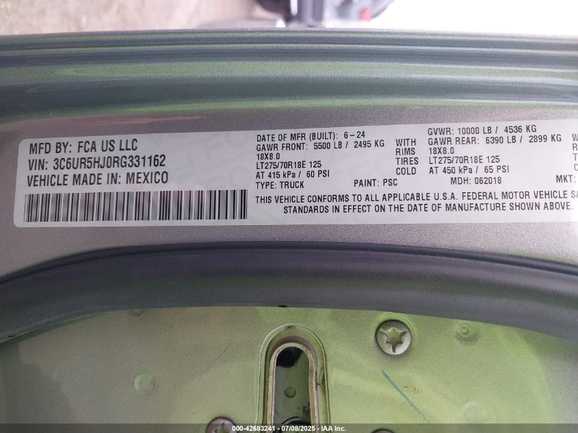 MFD BY: FCA US LLC
VIN: 3C6UR5HJ0RG331162
VEHICLE MADE IN: MEXICO
DATE OF MFR (BUILT): 6-24 GVWR: 10000 LB / 4536 KG
GAWR FRONT: 5500 LB / 2495 KG WITH GAWR REAR: 6390 LB / 2899 KG WITH
18X8.0 RIMS 18X8.0
LT275/70R18E 125 TIRES LT275/70R18E 125
AT 415 kPa / 60 PSI COLD AT 450 kPa / 65 PSI
TYPE: TRUCK PAINT: PSC MDH: 062018 MKT:
THIS VEHICLE CONFORMS TO ALL APPLICABLE U.S.A. FEDERAL MOTOR VEHICLE
STANDARDS IN EFFECT ON THE DATE OF MANUFACTURE SHOWN ABOVE
000-42683241 - 07/08/2025 - IAA Inc.